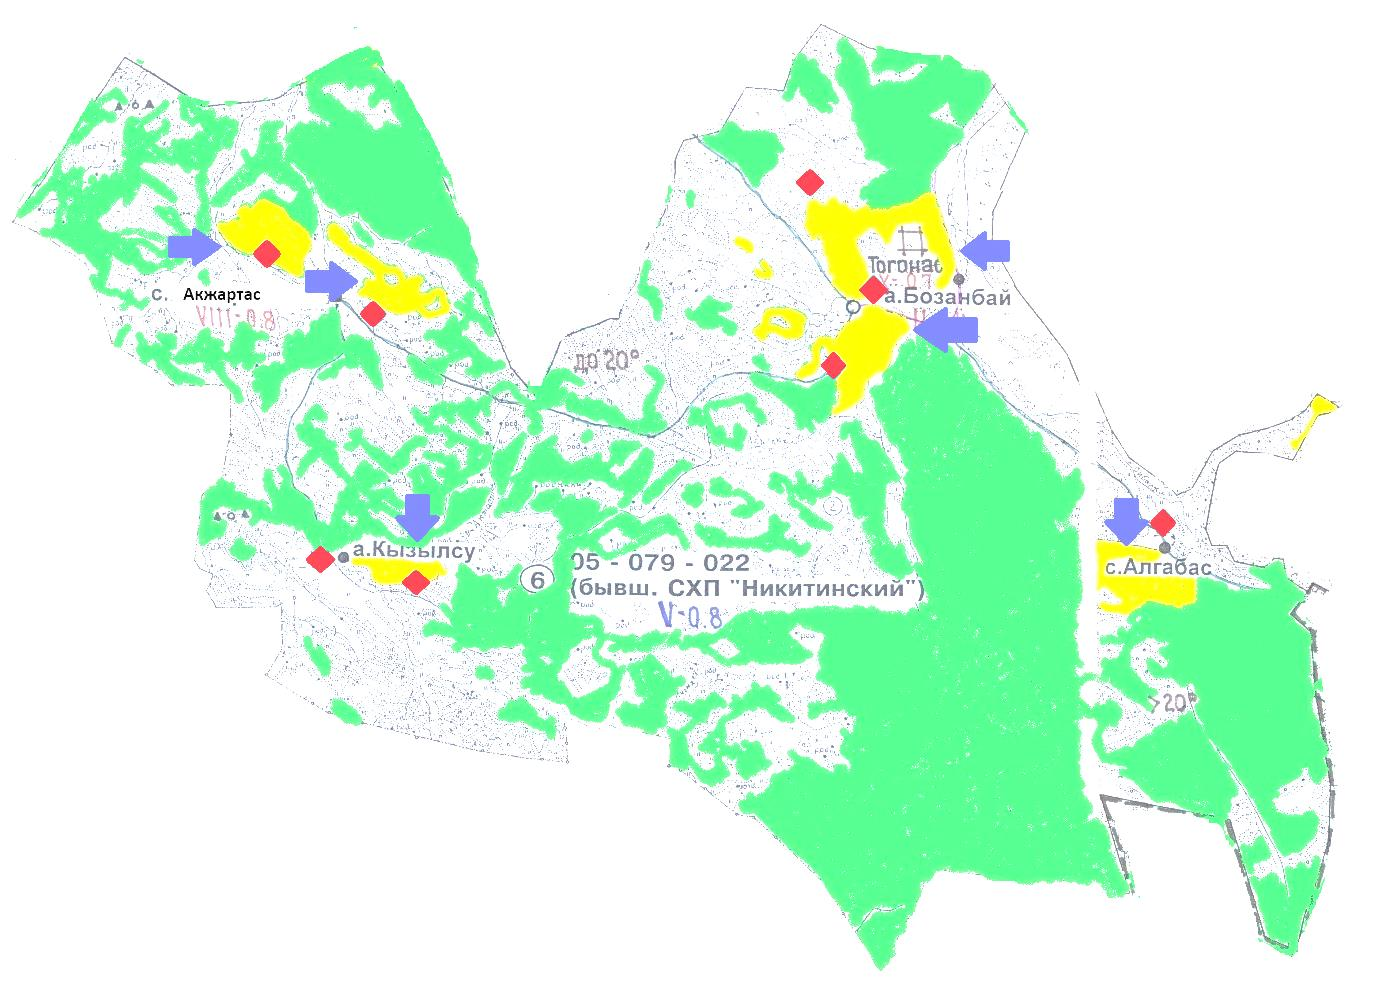 Тогонас
а.Бозанбай
с. Акжартас
VIII-0.8
до 20°
а.Кызылсу
6
05 - 079 - 022
(бывш. СХП "Никитинский")
V-0.8
с.Алгабас
>20°